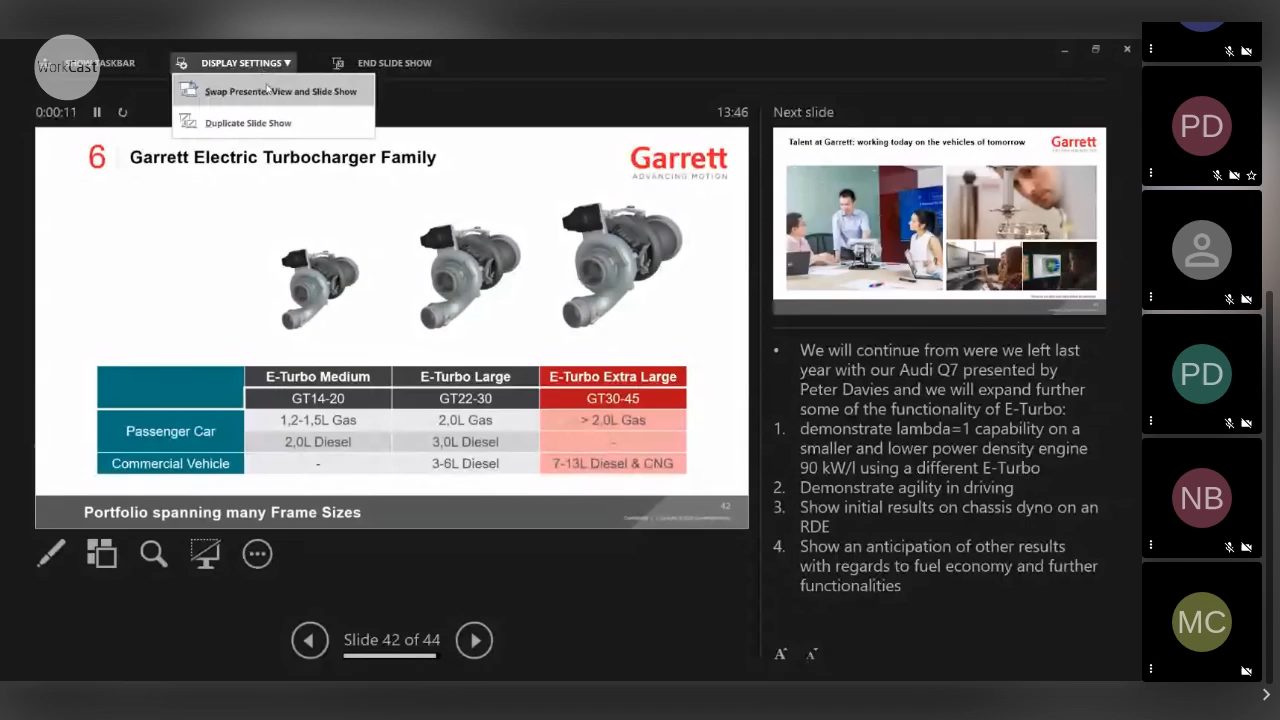 WorkCast
SHOW TASKBAR
DISPLAY SETTINGS ▼
END SLIDE SHOW
Swap Presenter View and Slide Show
Duplicate Slide Show
0:00:11
13:46
Next slide
6 Garrett Electric Turbocharger Family
Garrett
ADVANCING MOTION
E-Turbo Medium E-Turbo Large E-Turbo Extra Large
GT14-20 GT22-30 GT30-45
Passenger Car 1,2-1,5L Gas 2,0L Gas > 2.0L Gas
2,0L Diesel 3,0L Diesel -
Commercial Vehicle - 3-6L Diesel 7-13L Diesel & CNG
42
Portfolio spanning many Frame Sizes
Talent at Garrett: working today on the vehicles of tomorrow
Garrett
• We will continue from were we left last
year with our Audi Q7 presented by
Peter Davies and we will expand further
some of the functionality of E-Turbo:
1. demonstrate lambda=1 capability on a
smaller and lower power density engine
90 kW/l using a different E-Turbo
2. Demonstrate agility in driving
3. Show initial results on chassis dyno on an
RDE
4. Show an anticipation of other results
with regards to fuel economy and further
functionalities
Slide 42 of 44
A A
PD
PD
NB
MC